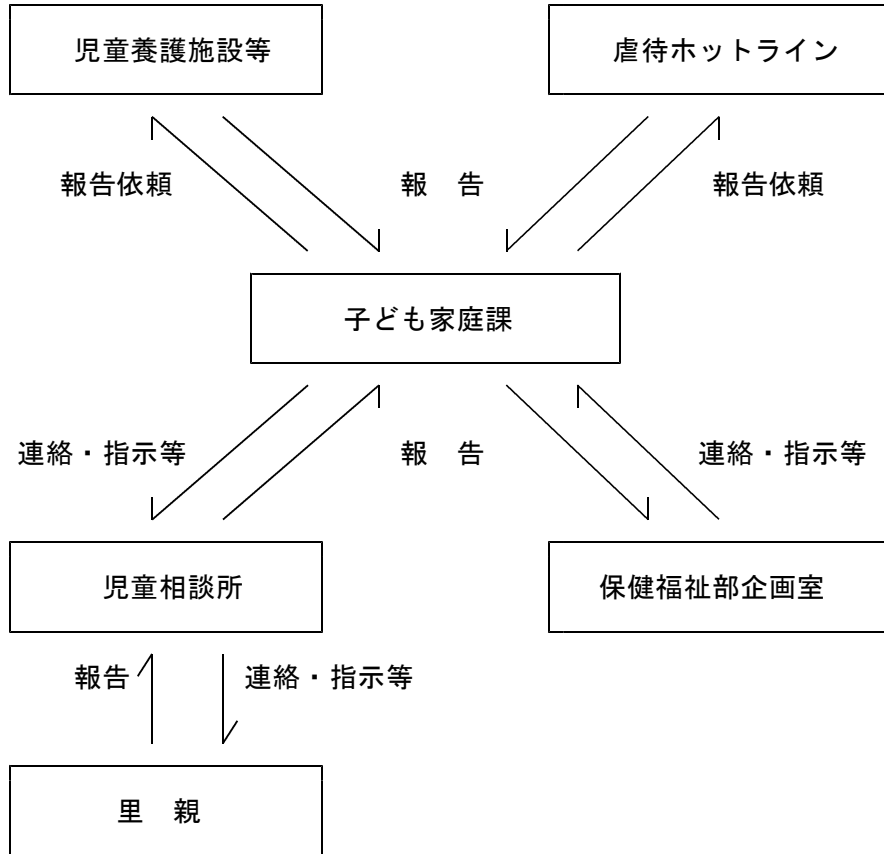 児童養護施設等
虐待ホットライン
報告依頼
報　告
報告依頼
子ども家庭課
連絡・指示等
報　告
連絡・指示等
児童相談所
保健福祉部企画室
報告
連絡・指示等
里　親